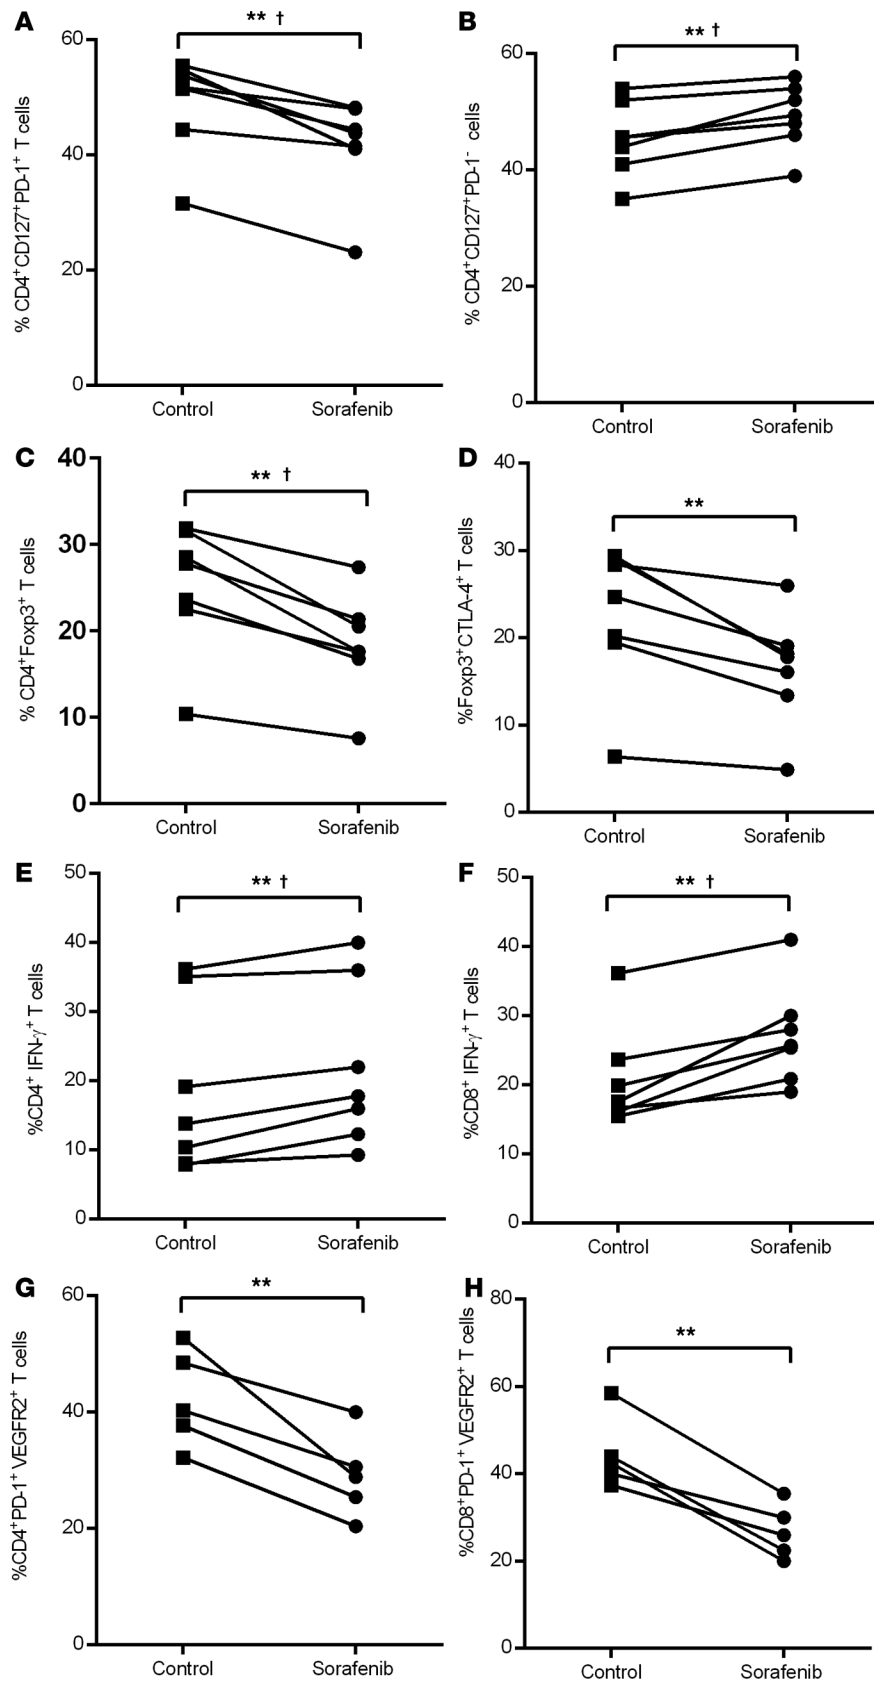 A
** †
60
40
20
0
% CD4⁺CD127⁺PD-1⁺ T cells
Control
Sorafenib
B
** †
60
40
20
0
% CD4⁺CD127⁺PD-1⁻ cells
Control
Sorafenib
C
** †
40
30
20
10
0
% CD4⁺Foxp3⁺ T cells
Control
Sorafenib
D
**
40
30
20
10
0
%Foxp3⁺CTLA-4⁺ T cells
Control
Sorafenib
E
** †
50
40
30
20
10
0
%CD4⁺ IFN-γ⁺ T cells
Control
Sorafenib
F
** †
50
40
30
20
10
0
%CD8⁺ IFN-γ⁺ T cells
Control
Sorafenib
G
**
60
40
20
0
%CD4⁺PD-1⁺ VEGFR2⁺ T cells
Control
Sorafenib
H
**
80
60
40
20
0
%CD8⁺PD-1⁺ VEGFR2⁺ T cells
Control
Sorafenib